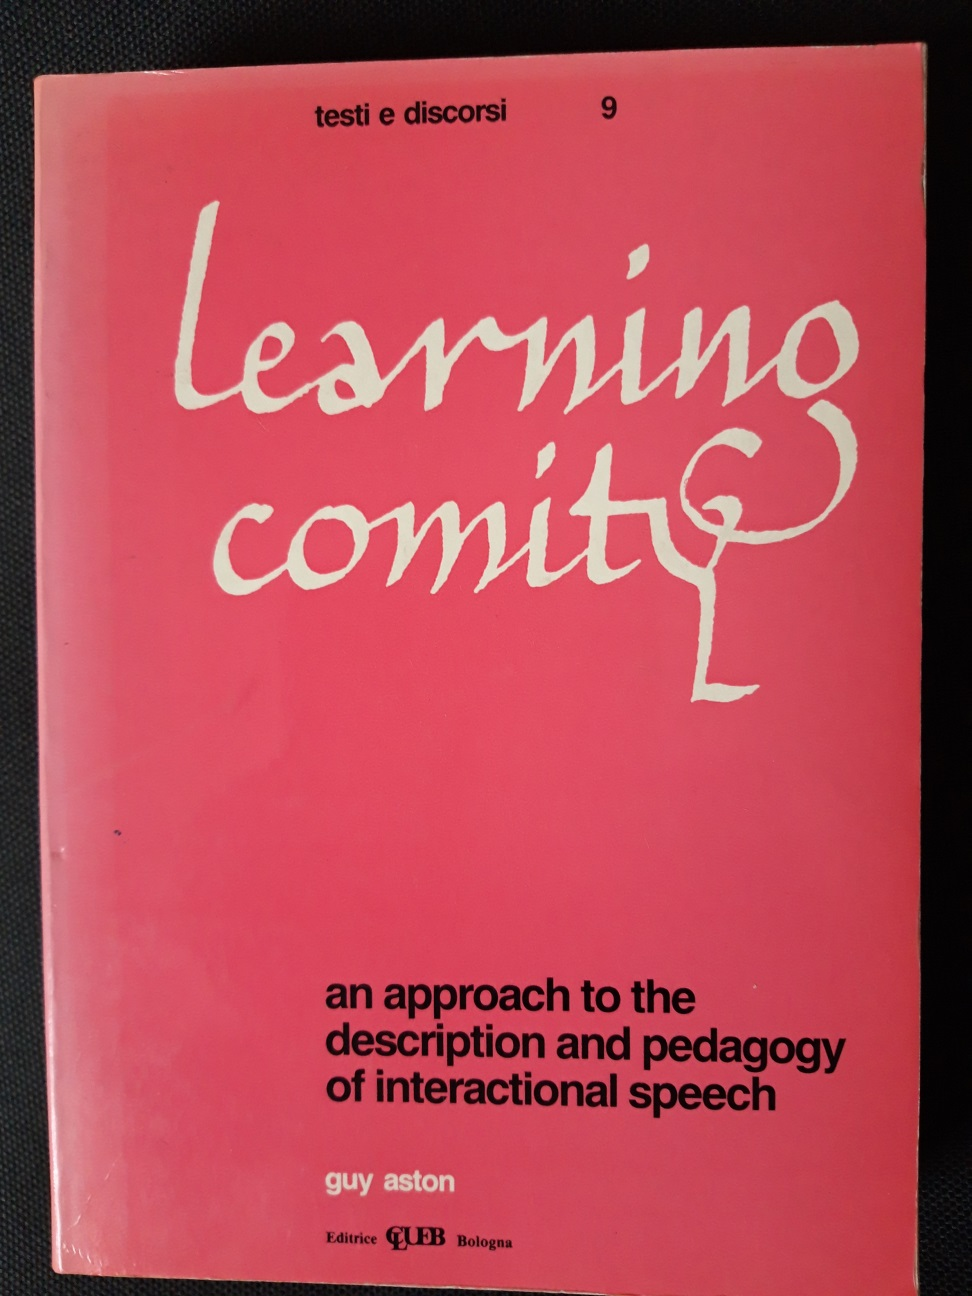 testi e discorsi 9
learning
comity
an approach to the
description and pedagogy
of interactional speech
guy aston
Editrice CLUEB Bologna